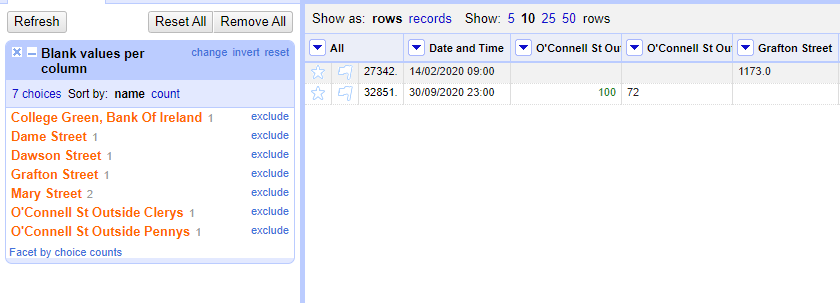 Refresh Reset All Remove All
Blank values per column change invert reset
7 choices Sort by: name count
College Green, Bank Of Ireland 1 exclude
Dame Street 1 exclude
Dawson Street 1 exclude
Grafton Street 1 exclude
Mary Street 2 exclude
O'Connell St Outside Clerys 1 exclude
O'Connell St Outside Pennys 1 exclude
Facet by choice counts
Show as: rows records Show: 5 10 25 50 rows
All Date and Time O'Connell St Out O'Connell St Out Grafton Street
27342. 14/02/2020 09:00 1173.0
32851. 30/09/2020 23:00 100 72